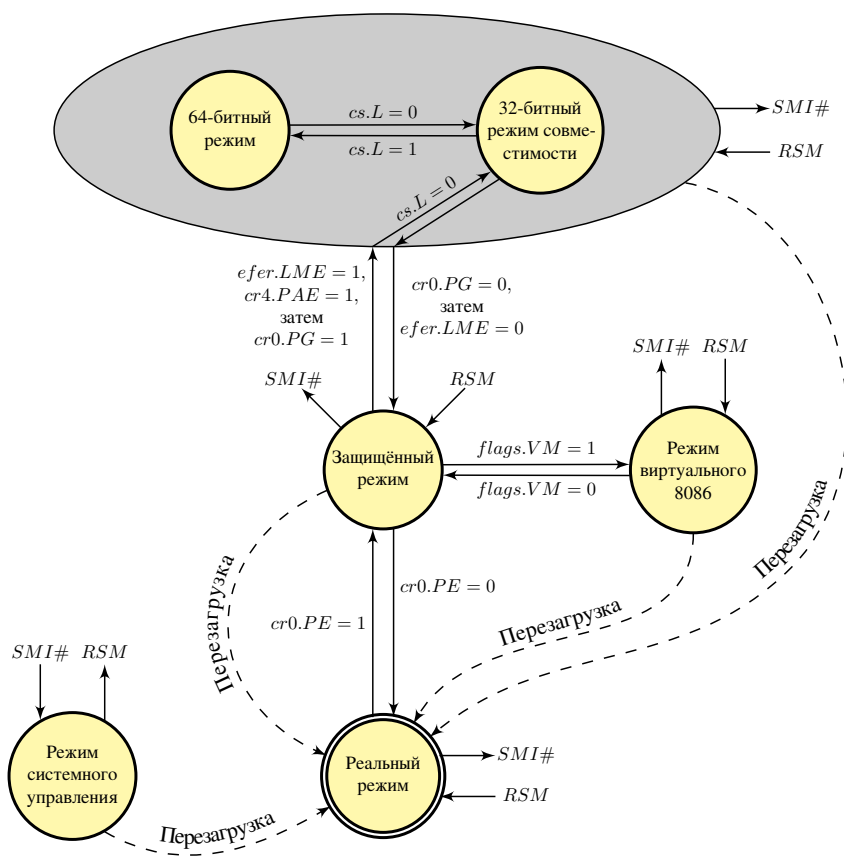 64-битный
режим
cs.L = 0
cs.L = 1
32-битный
режим совме-
стимости
SMI#
RSM
cs.L = 0
efer.LME = 1,
cr4.PAE = 1,
затем
cr0.PG = 1
cr0.PG = 0,
затем
efer.LME = 0
SMI#
RSM
SMI#
RSM
Защищённый
режим
flags.VM = 1
flags.VM = 0
Режим
виртуального
8086
Перезагрузка
Перезагрузка
Перезагрузка
cr0.PE = 1
cr0.PE = 0
SMI#
RSM
Режим
системного
управления
Перезагрузка
Реальный
режим
SMI#
RSM